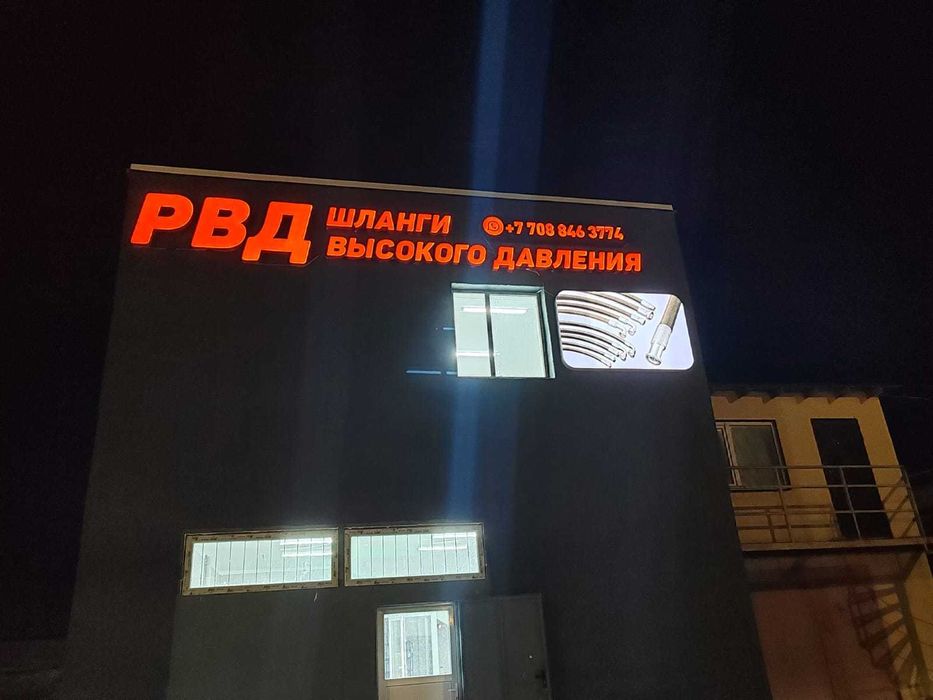 РВД
ШЛАНГИ
ВЫСОКОГО ДАВЛЕНИЯ
+7 708 846 3774